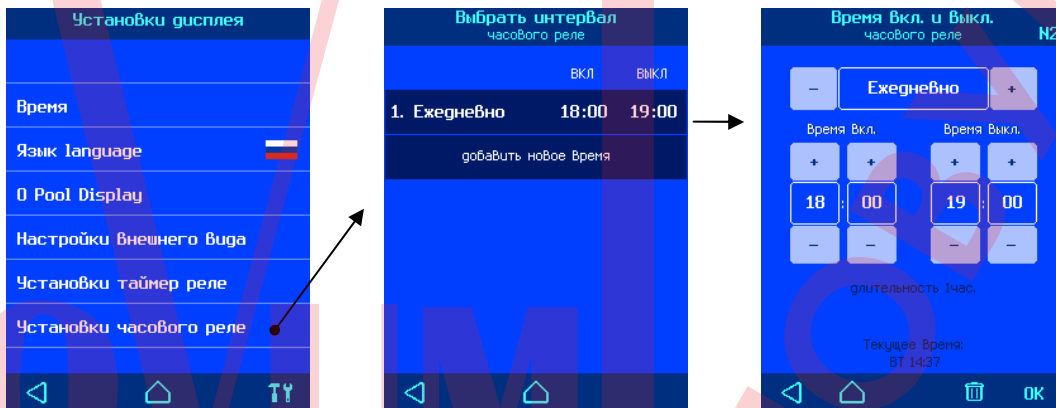 Установки дисплея
Время
Язык language
О Pool Display
Настройки внешнего вида
Установки таймер реле
Установки часового реле
Выбрать интервал
часового реле
ВКЛ ВЫКЛ
1. Ежедневно 18:00 19:00
добавить новое время
Время Вкл. и Выкл.
часового реле
N2
- Ежедневно +
Время Вкл. Время Выкл.
+ + + +
18 : 00 19 : 00
- - - -
длительность 1час.
Текущее время:
ВТ 14:37
OK